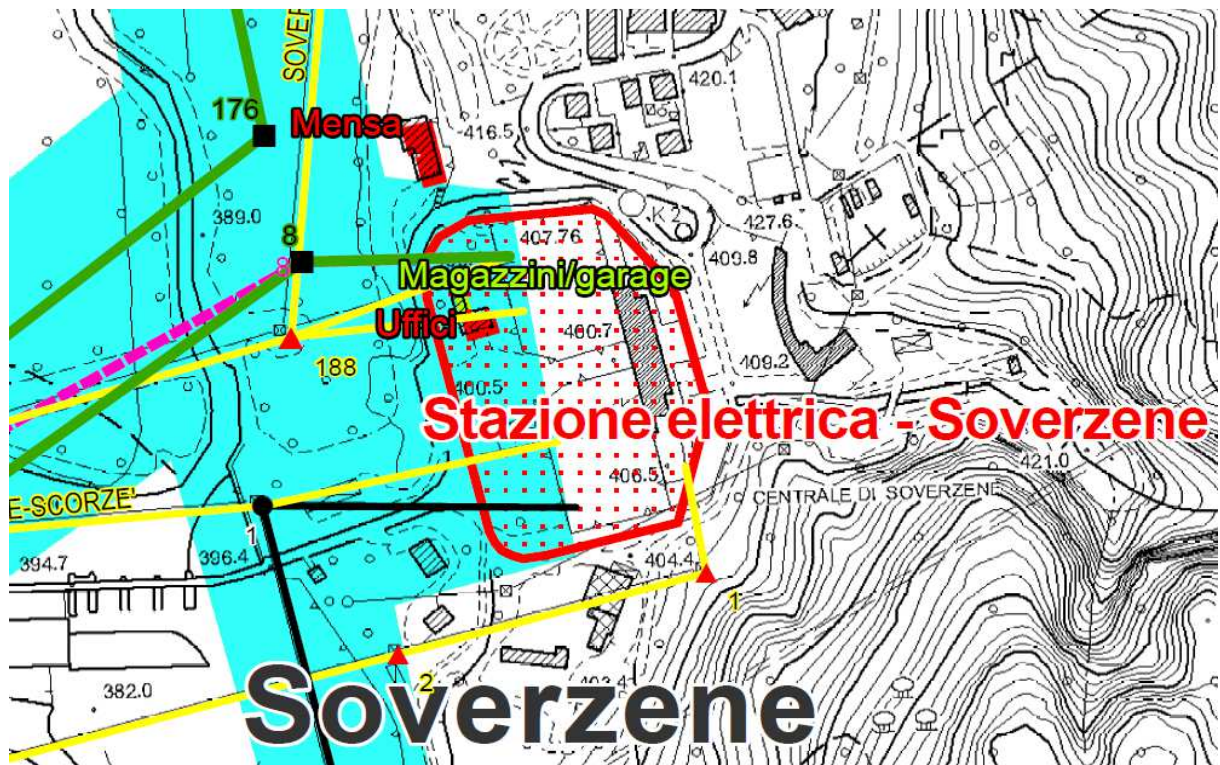 SOVER
420.1
176
Mensa
416.5
389.0
K 2
427.6
8
407.76
409.8
Magazzini/garage
Uffici
400.7
188
409.2
400.5
Stazione elettrica - Soverzene
406.5
421.0
CENTRALE DI SOVERZENE
E-SCORZE'
1
394.7
396.4
404.4
1
2
382.0
Soverzene